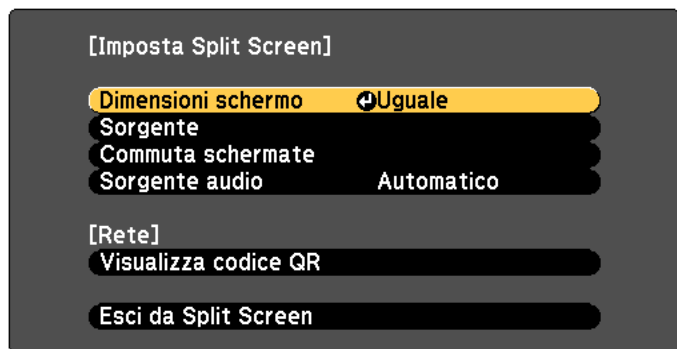 [Imposta Split Screen]
Dimensioni schermo Uguale
Sorgente
Commuta schermate
Sorgente audio Automatico
[Rete]
Visualizza codice QR
Esci da Split Screen